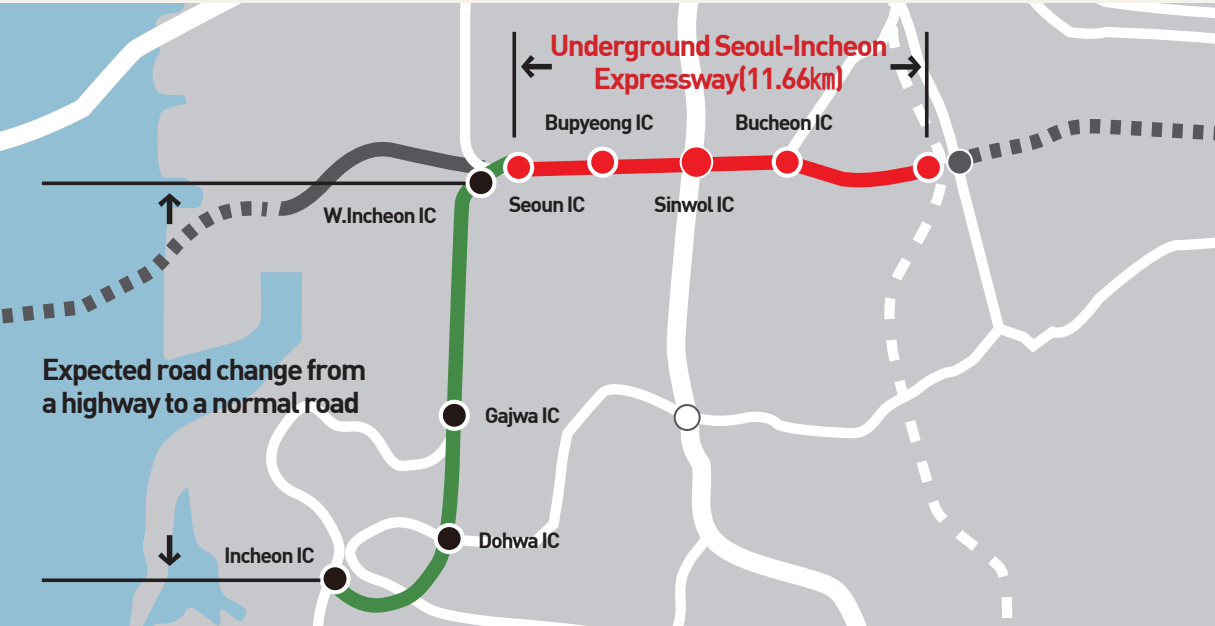 Underground Seoul-Incheon
Expressway(11.66㎞)
Bupyeong IC
Bucheon IC
W.Incheon IC
Seoun IC
Sinwol IC
Expected road change from
a highway to a normal road
Gajwa IC
Dohwa IC
Incheon IC